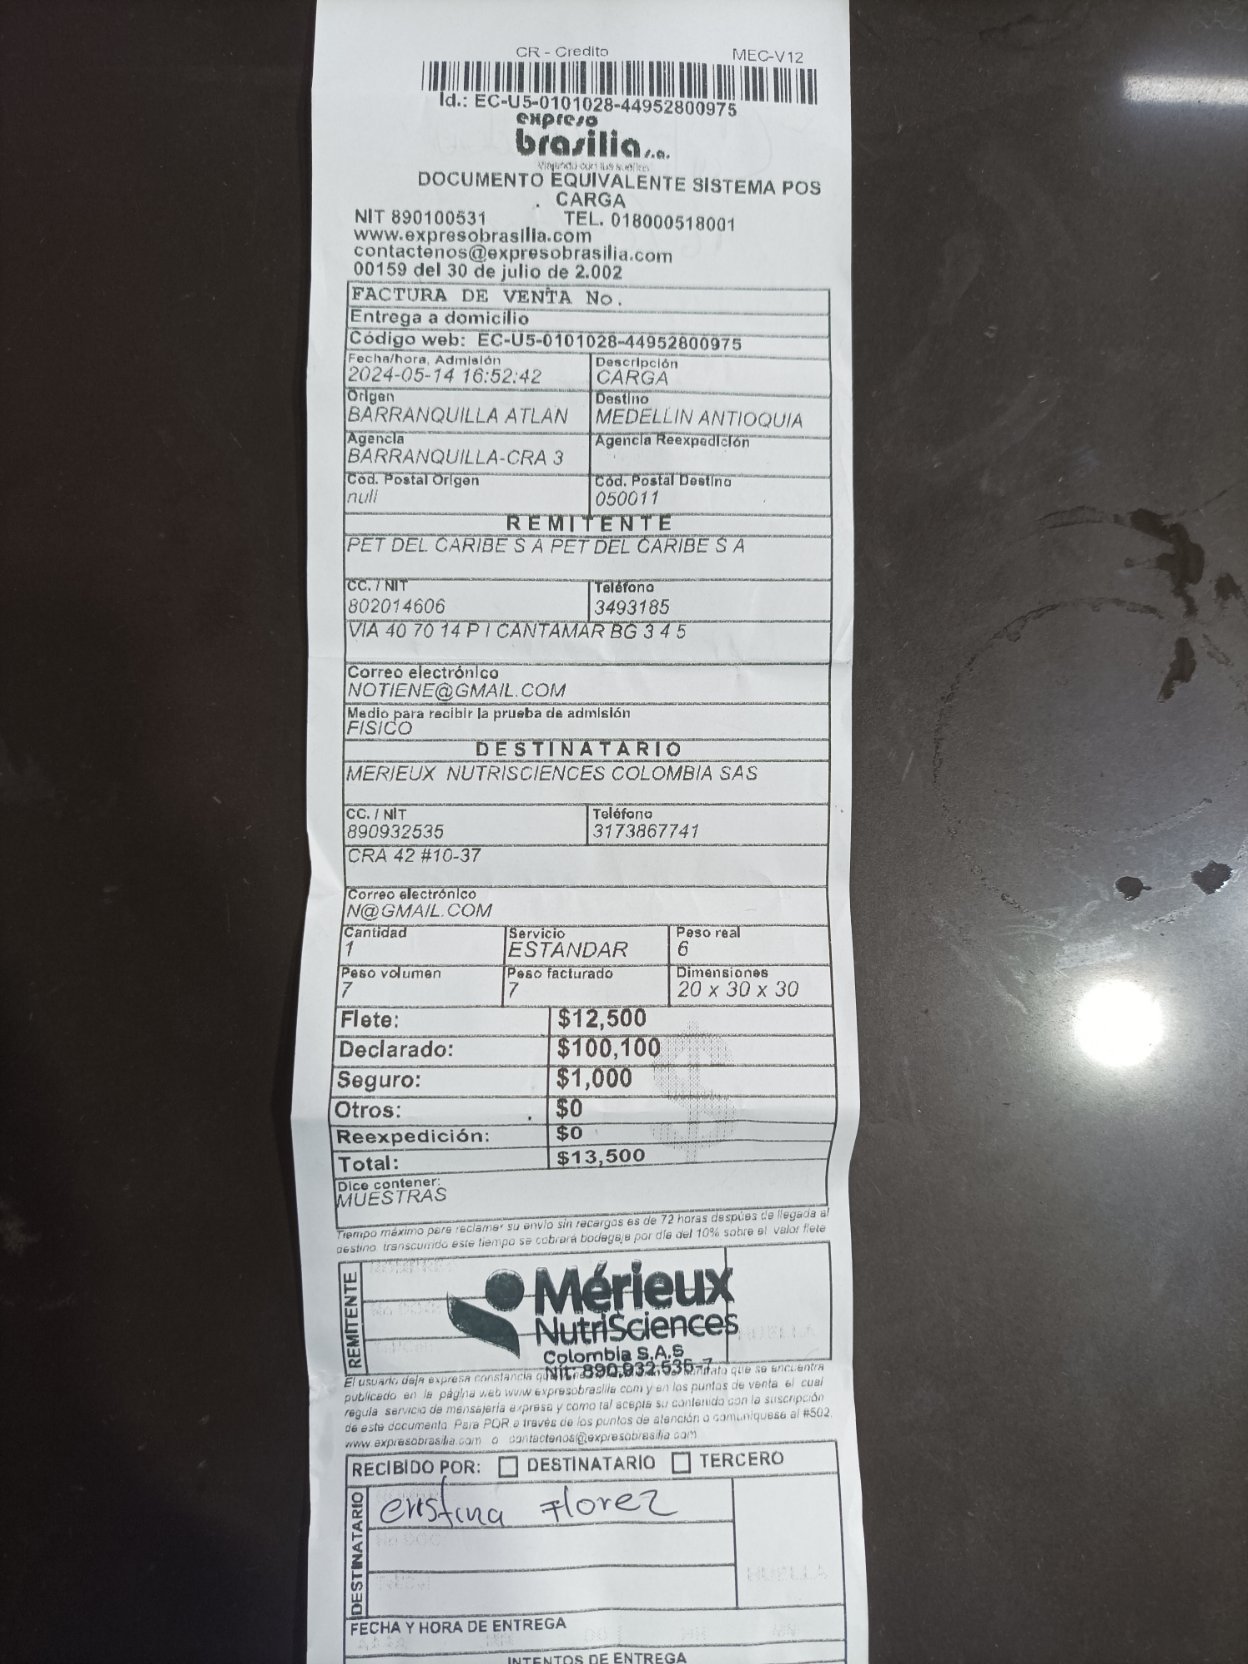 CR - Credito MEC-V12
Id.: EC-U5-0101028-44952800975
expreso
brasilia s.a.
DOCUMENTO EQUIVALENTE SISTEMA POS
. CARGA
NIT 890100531 TEL. 018000518001
www.expresobrasilia.com
contactenos@expresobrasilia.com
00159 del 30 de julio de 2.002
FACTURA DE VENTA No.
Entrega a domicilio
Código web: EC-U5-0101028-44952800975
Fecha/hora, Admisión Descripción
2024-05-14 16:52:42 CARGA
Origen Destino
BARRANQUILLA ATLAN MEDELLIN ANTIOQUIA
Agencia Agencia Reexpedición
BARRANQUILLA-CRA 3
Cód. Postal Origen Cód. Postal Destino
null 050011
REMITENTE
PET DEL CARIBE S A PET DEL CARIBE S A
CC. / NIT Teléfono
802014606 3493185
VIA 40 70 14 P I CANTAMAR BG 3 4 5
Correo electrónico
NOTIENE@GMAIL.COM
Medio para recibir la prueba de admisión
FISICO
DESTINATARIO
MERIEUX NUTRISCIENCES COLOMBIA SAS
CC. / NIT Teléfono
890932535 3173867741
CRA 42 #10-37
Correo electrónico
N@GMAIL.COM
Cantidad Servicio Peso real
1 ESTANDAR 6
Peso volumen Peso facturado Dimensiones
7 7 20 x 30 x 30
Flete: $12,500
Declarado: $100,100
Seguro: $1,000
Otros: $0
Reexpedición: $0
Total: $13,500
Dice contener:
MUESTRAS
Tiempo máximo para reclamar su envío sin recargos es de 72 horas después de llegada al
destino, transcurrido este tiempo se cobrará bodegaje por día del 10% sobre el valor flete
REMITENTE
Mérieux
NutriSciences
Colombia S.A.S
Nit: 890,932,535-7
El usuario deja expresa constancia que se encuentra
publicado en la página web www.expresobrasilia.com y en los puntos de venta, el cual
regula servicio de mensajería expresa y como tal acepta su contenido con la suscripción
de este documento. Para PQR a través de los puntos de atención o comuníquese al #502,
www.expresobrasilia.com o contactenos@expresobrasilia.com
RECIBIDO POR: DESTINATARIO TERCERO
DESTINATARIO
cristina Florez
HUELLA
FECHA Y HORA DE ENTREGA
INTENTOS DE ENTREGA